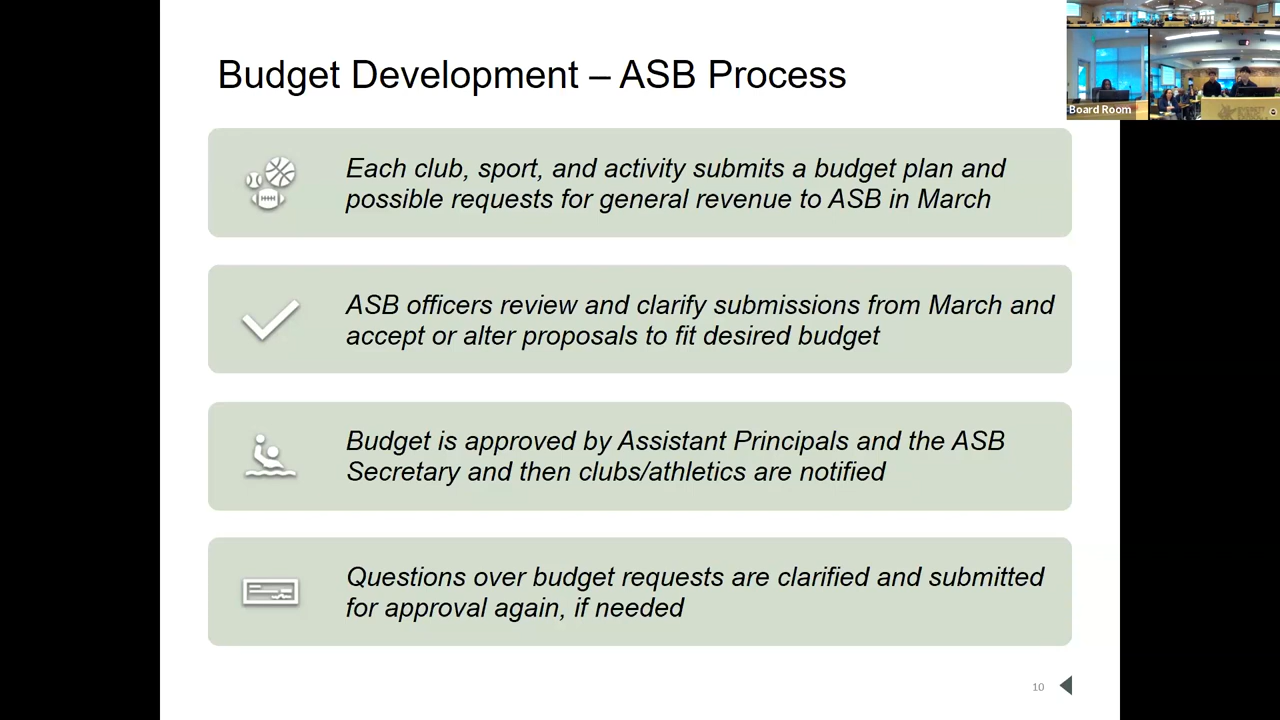 Budget Development – ASB Process
Board Room
Each club, sport, and activity submits a budget plan and
possible requests for general revenue to ASB in March
ASB officers review and clarify submissions from March and
accept or alter proposals to fit desired budget
Budget is approved by Assistant Principals and the ASB
Secretary and then clubs/athletics are notified
Questions over budget requests are clarified and submitted
for approval again, if needed
10